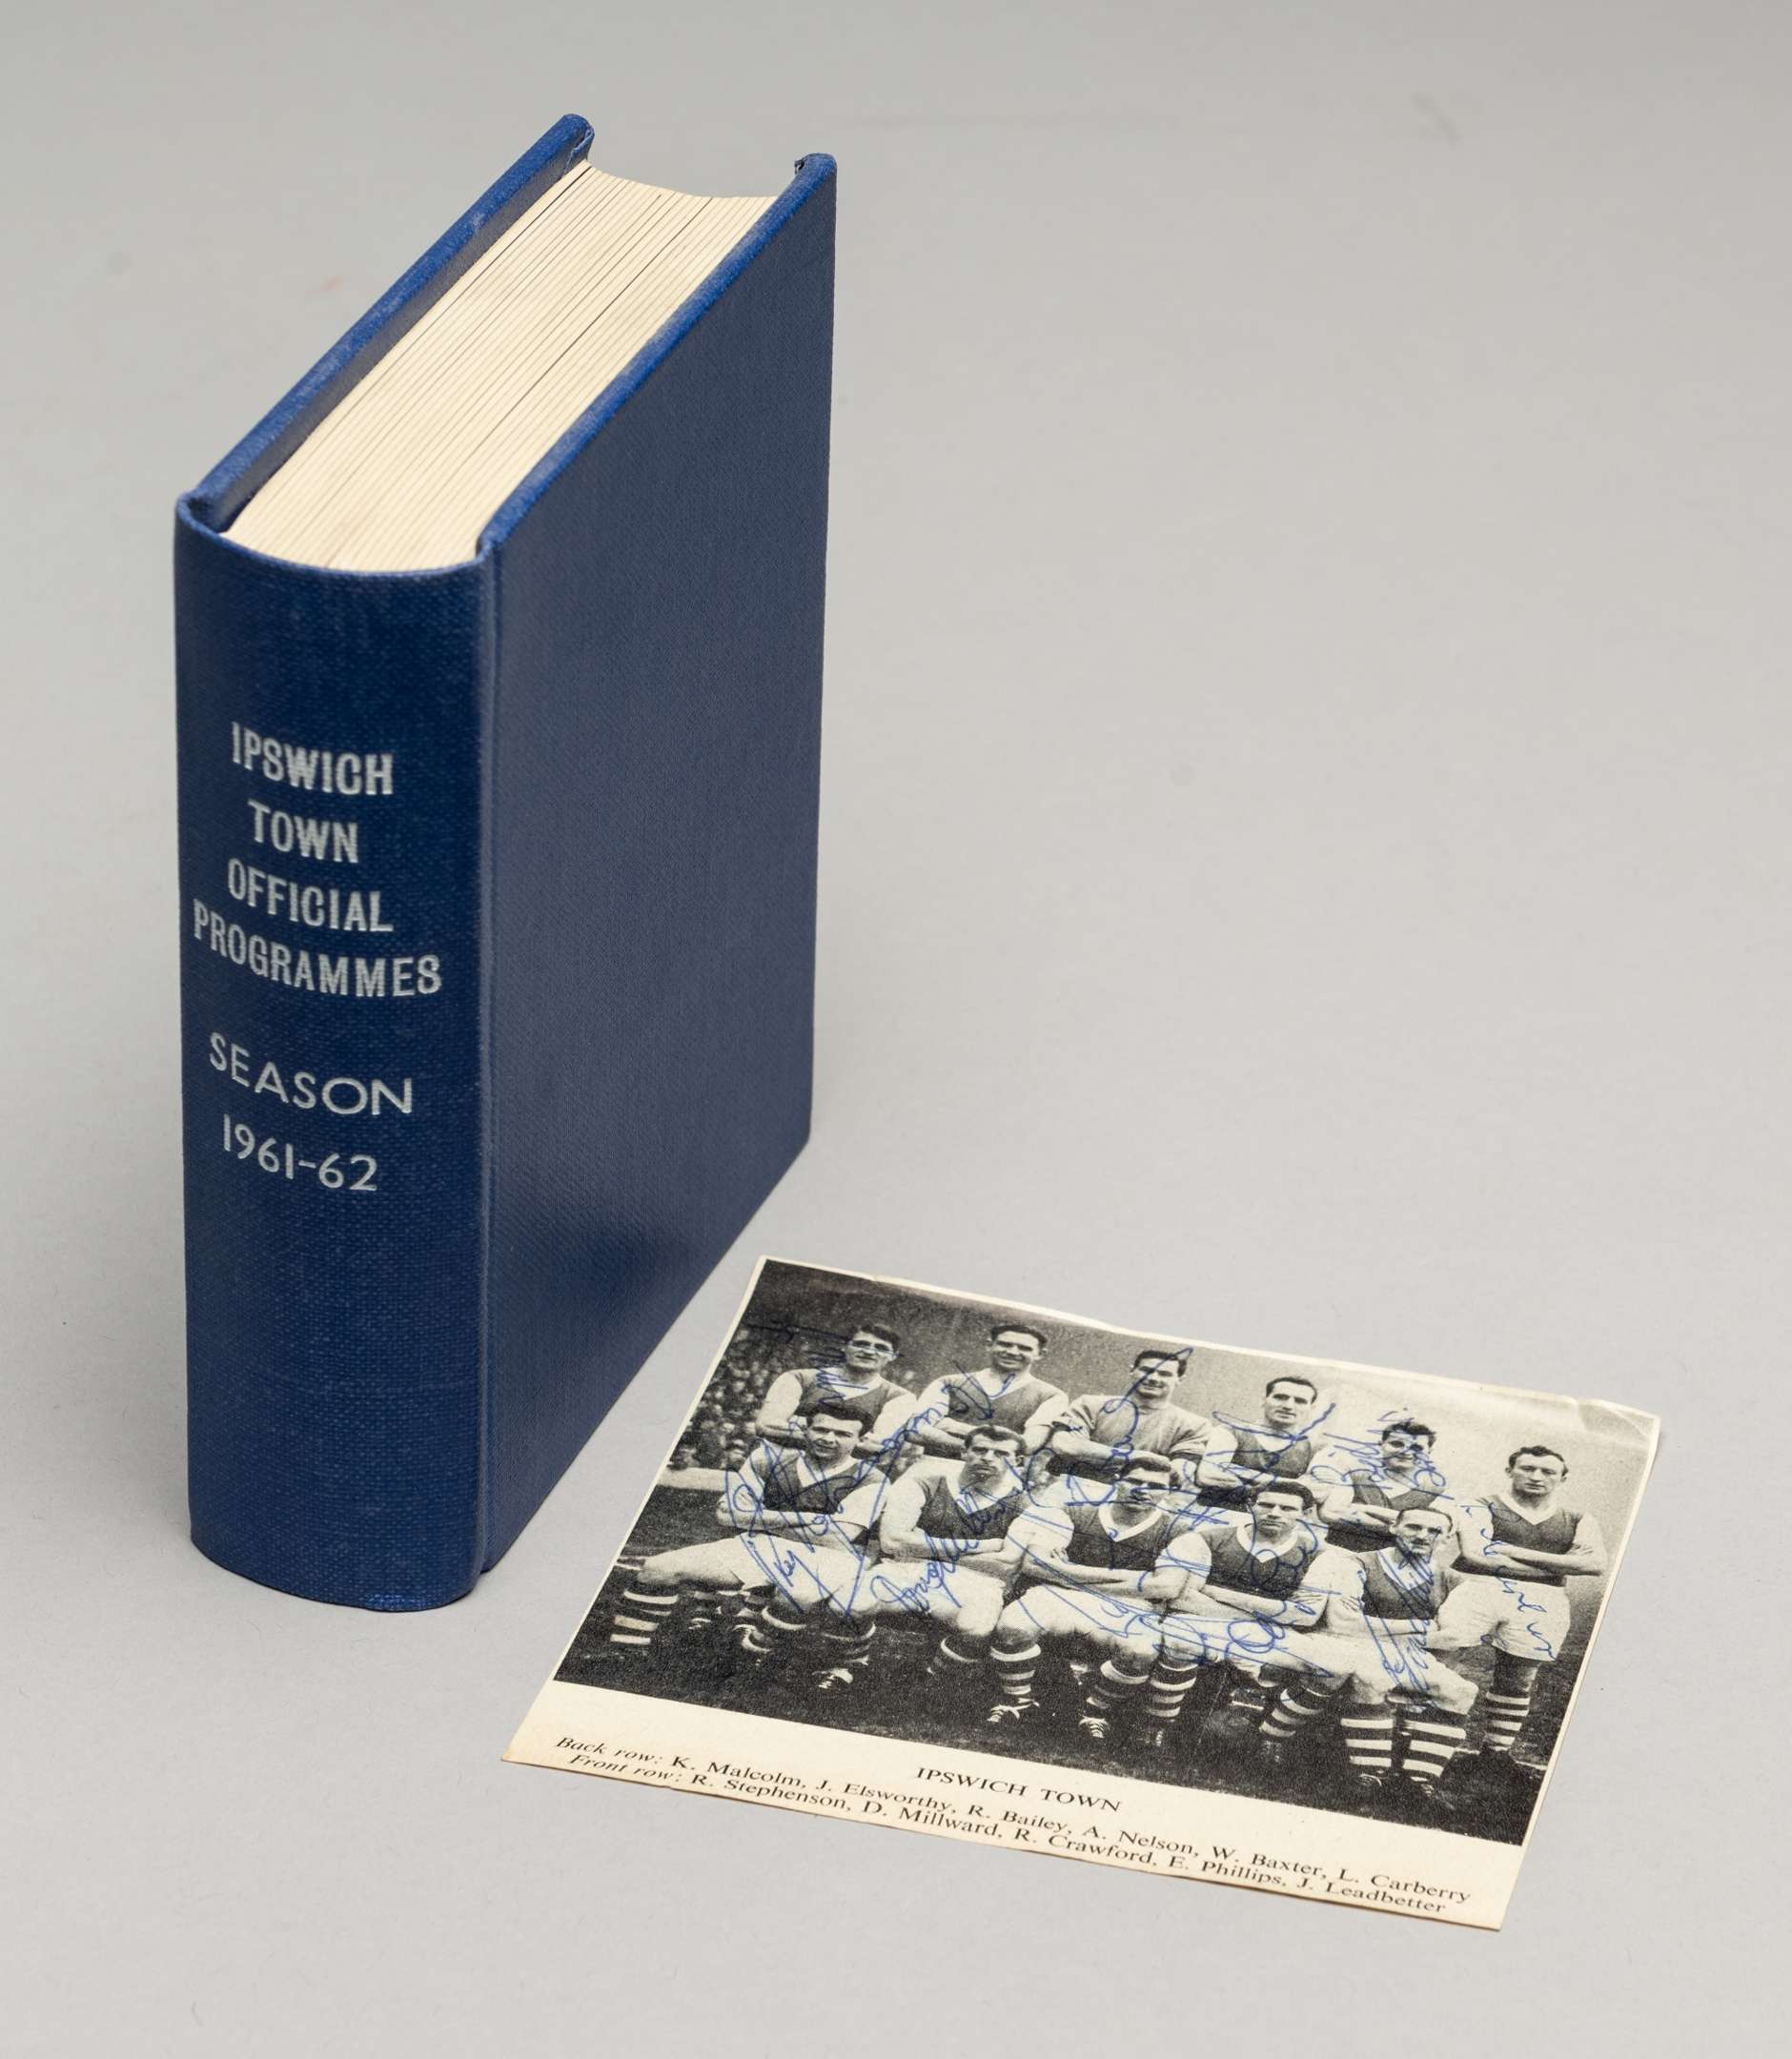 IPSWICH
TOWN
OFFICIAL
PROGRAMMES
SEASON
1961-62
IPSWICH TOWN
Back row: K. Malcolm, J. Elsworthy, R. Bailey, A. Nelson, W. Baxter, L. Carberry
Front row: R. Stephenson, D. Millward, R. Crawford, E. Phillips, J. Leadbetter